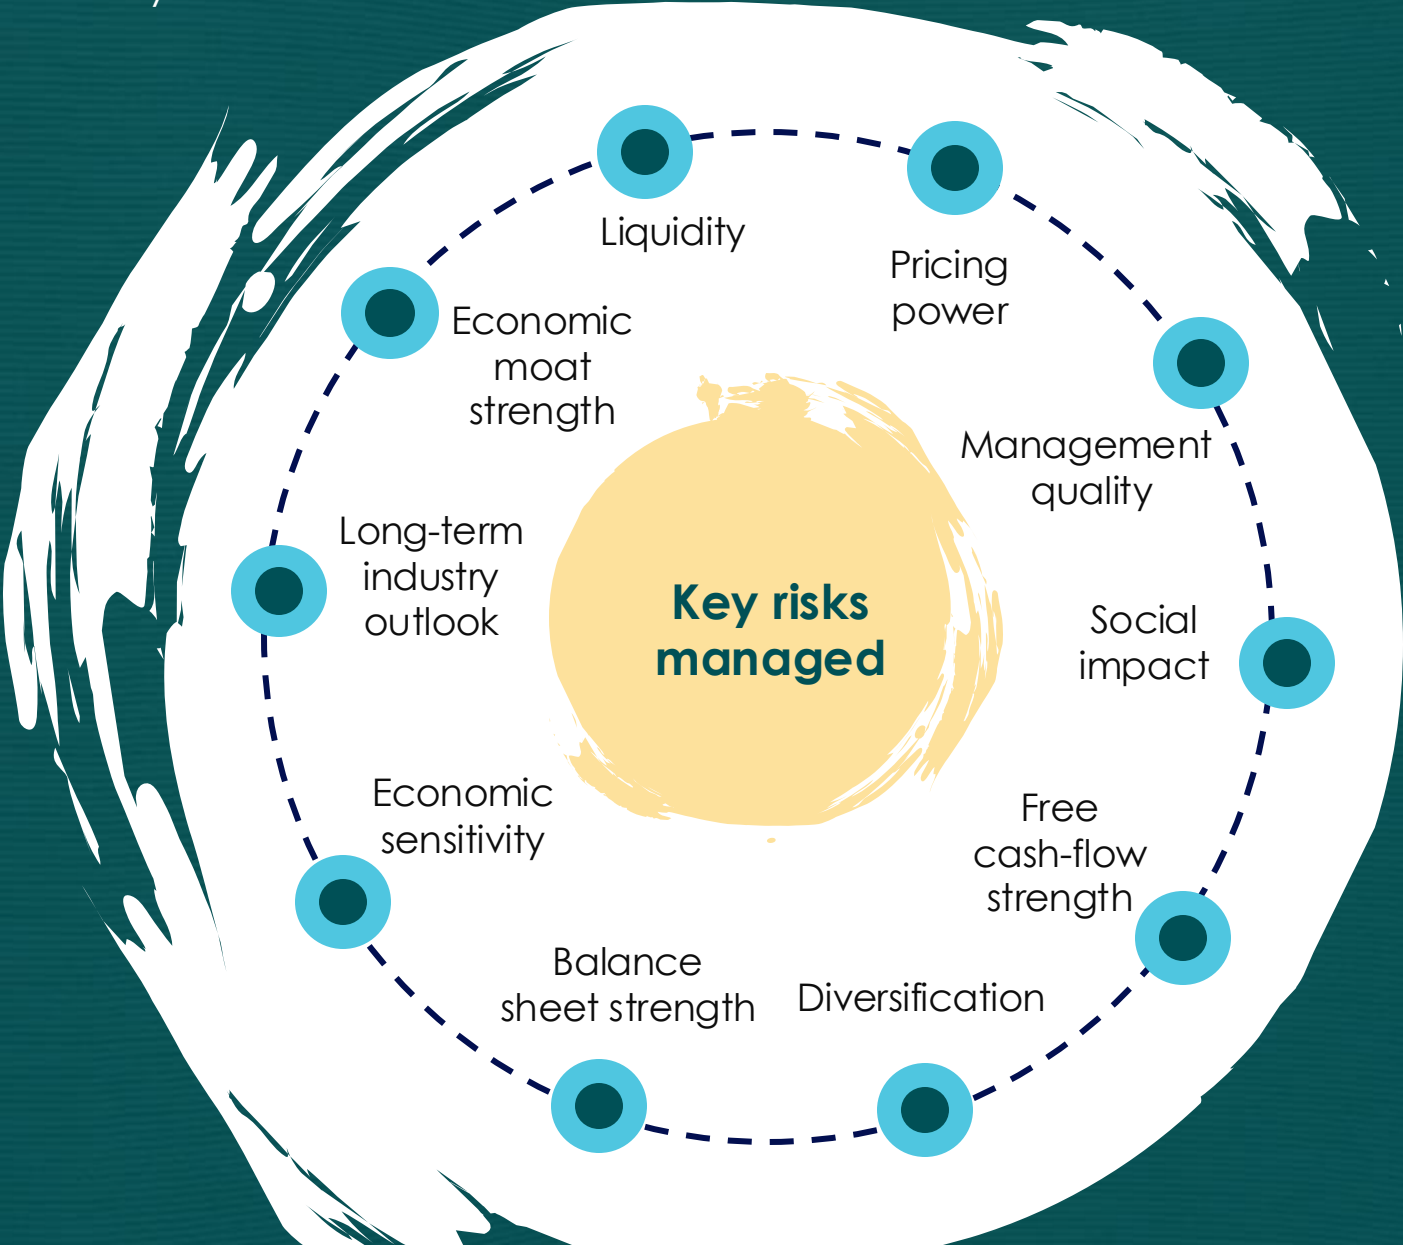 Liquidity
Pricing
power
Economic
moat
strength
Management
quality
Long-term
industry
outlook
Key risks
managed
Social
impact
Economic
sensitivity
Free
cash-flow
strength
Balance
sheet strength
Diversification